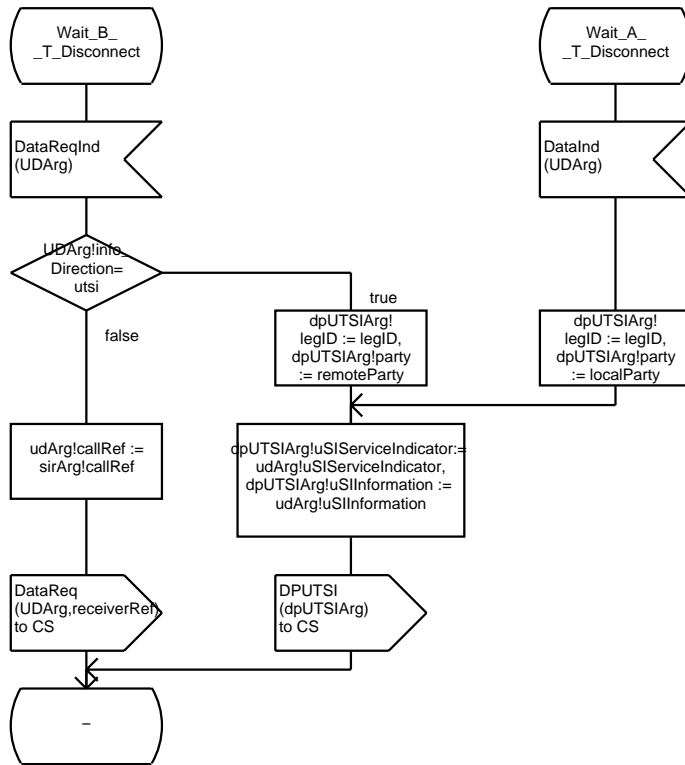 Wait_B_
_T_Disconnect
Wait_A_
_T_Disconnect
DataReqInd
(UDArg)
DataInd
(UDArg)
UDArg!info_
Direction=
utsi
true
false
dpUTSIArg!
legID := legID,
dpUTSIArg!party
:= remoteParty
dpUTSIArg!
legID := legID,
dpUTSIArg!party
:= localParty
udArg!callRef :=
sirArg!callRef
dpUTSIArg!uSIServiceIndicator:=
udArg!uSIServiceIndicator,
dpUTSIArg!uSIInformation :=
udArg!uSIInformation
DataReq
(UDArg,receiverRef)
to CS
DPUTSI
(dpUTSIArg)
to CS
–